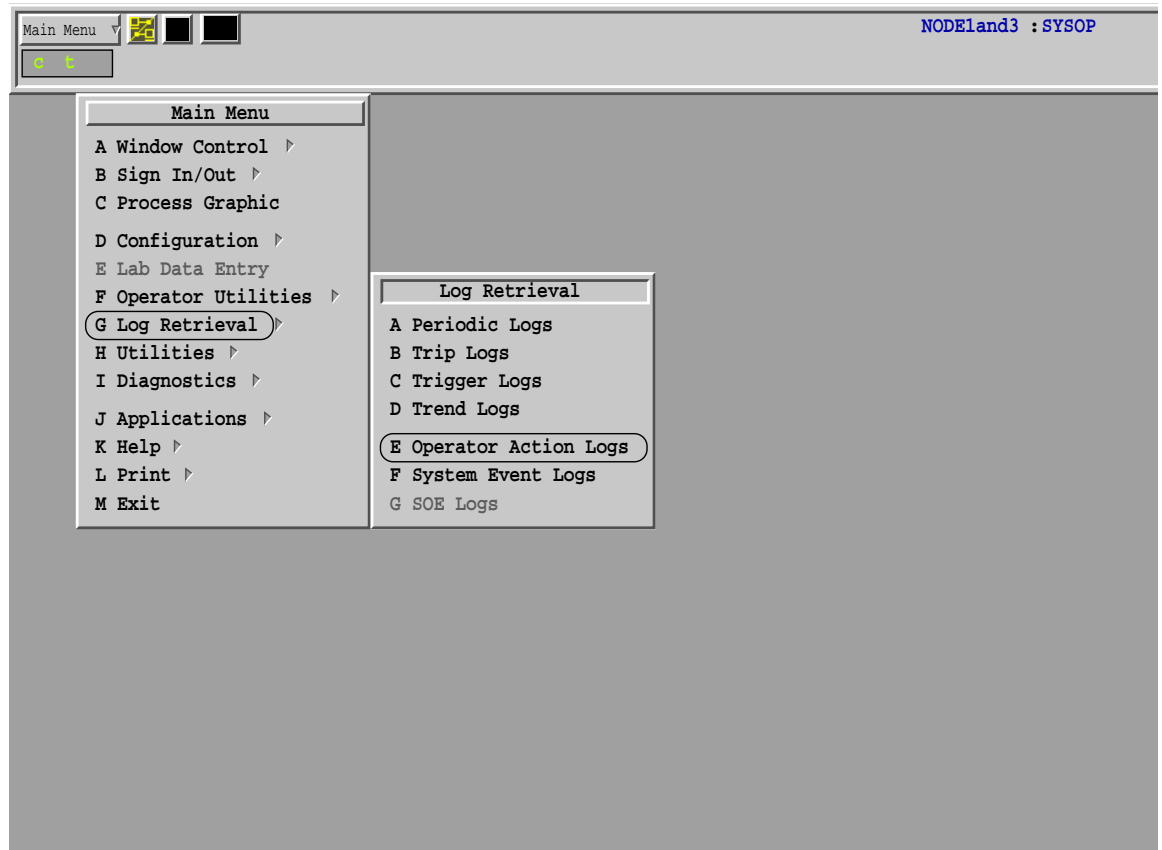 Main Menu
NODE1and3 :SYSOP
c t
Main Menu
A Window Control
B Sign In/Out
C Process Graphic
D Configuration
E Lab Data Entry
F Operator Utilities
G Log Retrieval
H Utilities
I Diagnostics
J Applications
K Help
L Print
M Exit
Log Retrieval
A Periodic Logs
B Trip Logs
C Trigger Logs
D Trend Logs
E Operator Action Logs
F System Event Logs
G SOE Logs